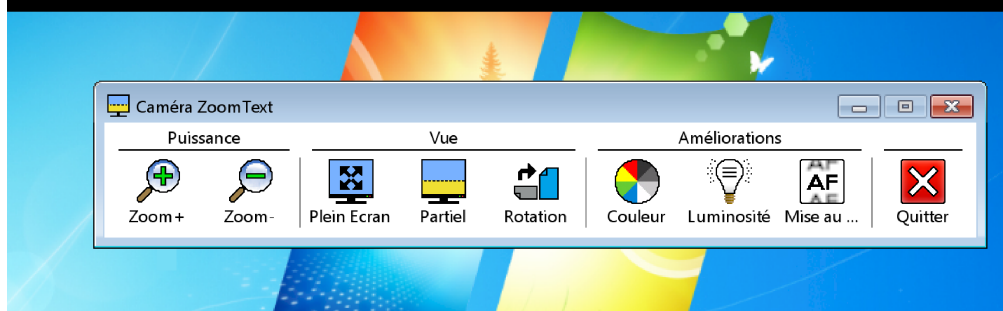 Caméra ZoomText
Puissance Vue Améliorations
Zoom+ Zoom- Plein Ecran Partiel Rotation Couleur Luminosité AF Mise au ... Quitter